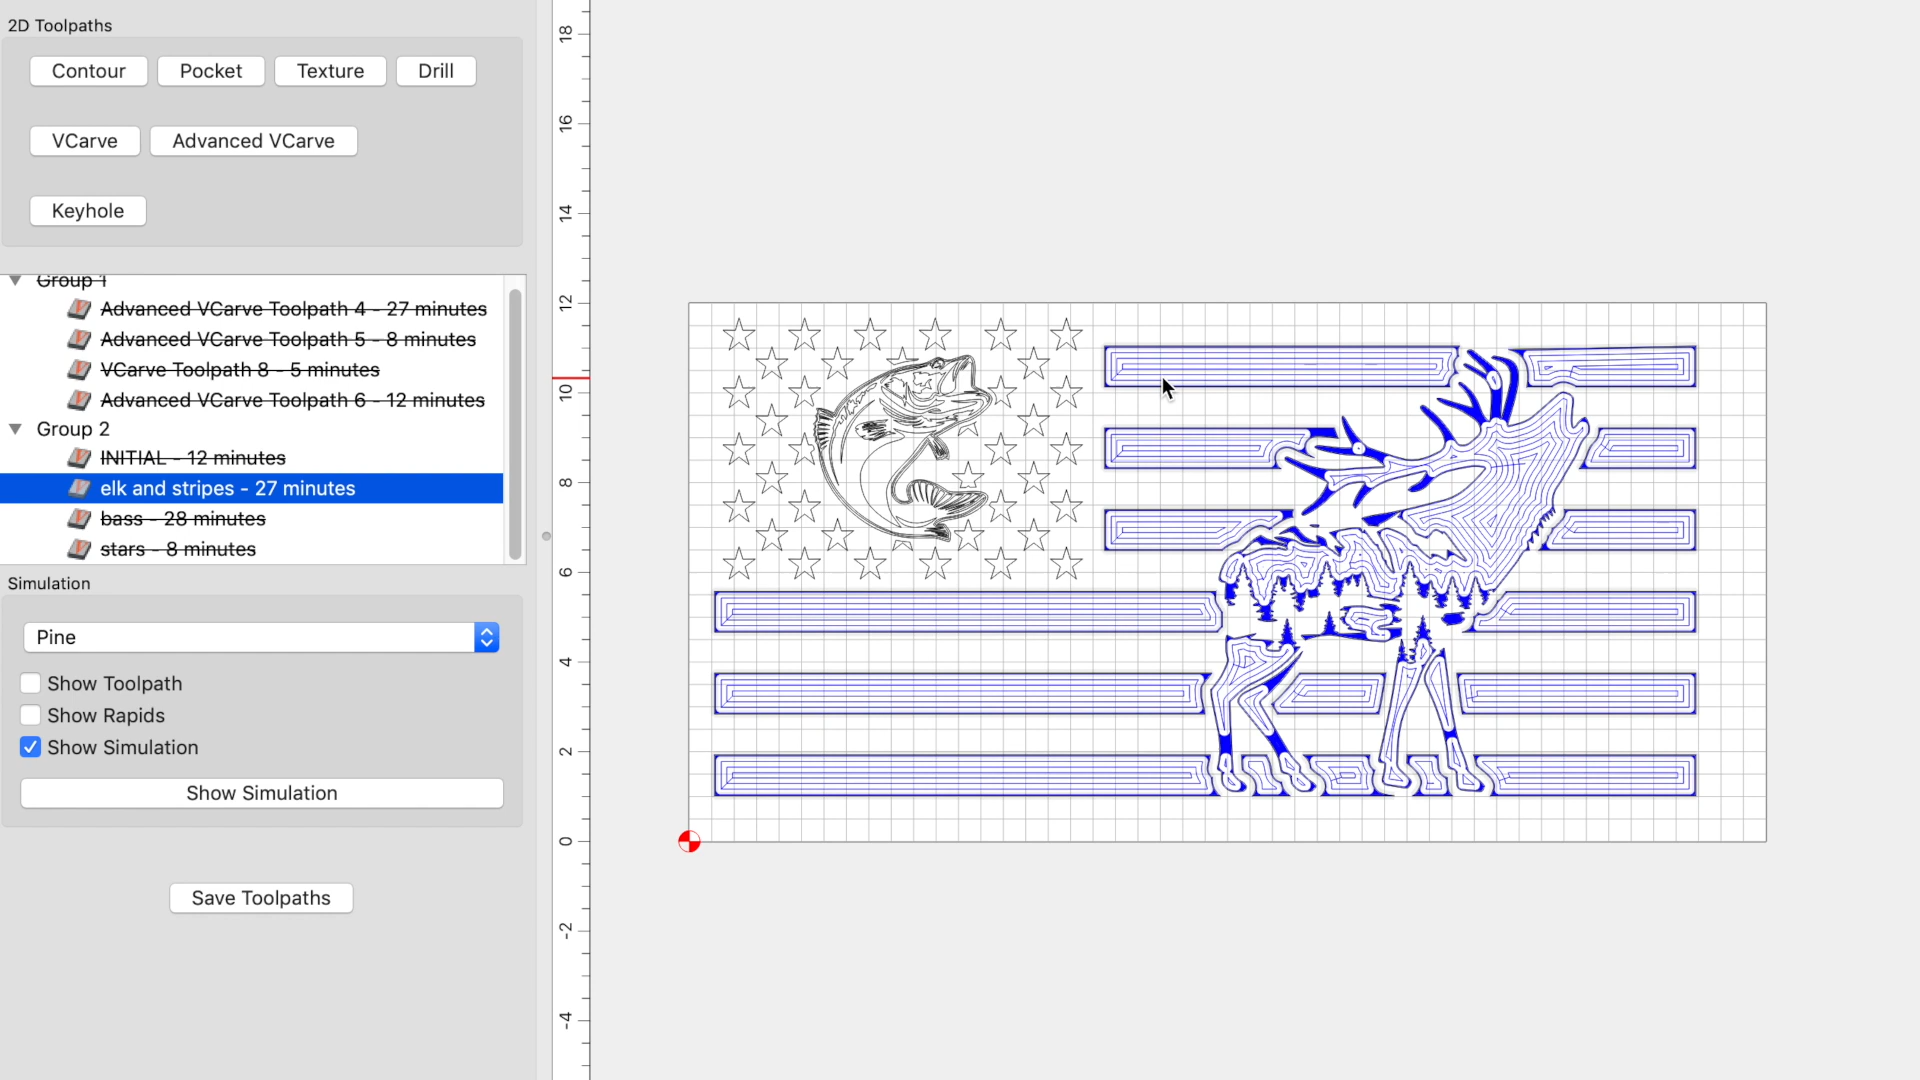 2D Toolpaths
Contour Pocket Texture Drill
VCarve Advanced VCarve
Keyhole
Group 1
Advanced VCarve Toolpath 4 - 27 minutes
Advanced VCarve Toolpath 5 - 8 minutes
VCarve Toolpath 8 - 5 minutes
Advanced VCarve Toolpath 6 - 12 minutes
Group 2
INITIAL - 12 minutes
elk and stripes - 27 minutes
bass - 28 minutes
stars - 8 minutes
Simulation
Pine
Show Toolpath
Show Rapids
Show Simulation
Show Simulation
Save Toolpaths
18
16
14
12
10
8
6
4
2
0
-2
-4